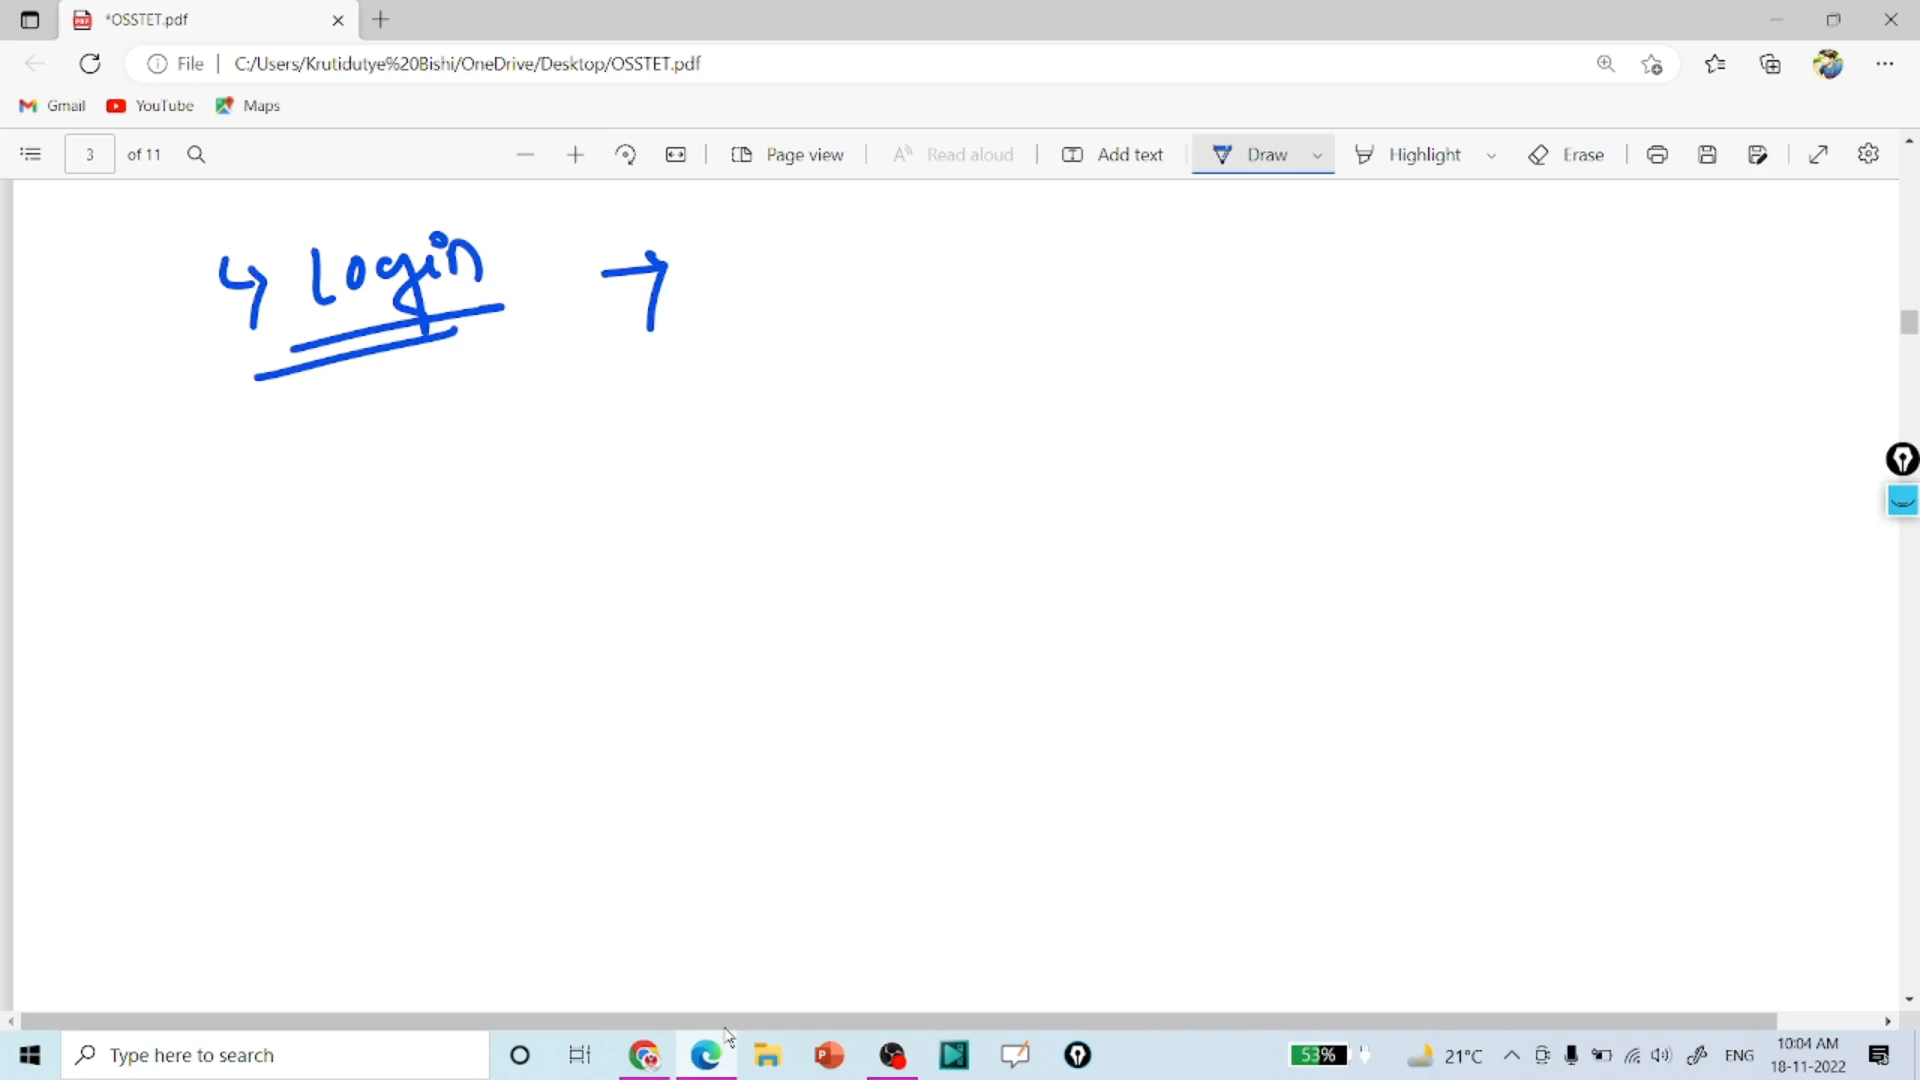 *OSSTET.pdf
File C:/Users/Krutidutye%20Bishi/OneDrive/Desktop/OSSTET.pdf
Gmail YouTube Maps
3 of 11 Page view Read aloud Add text Draw Highlight Erase
Login
Type here to search 53% 21°C ENG 10:04 AM
18-11-2022